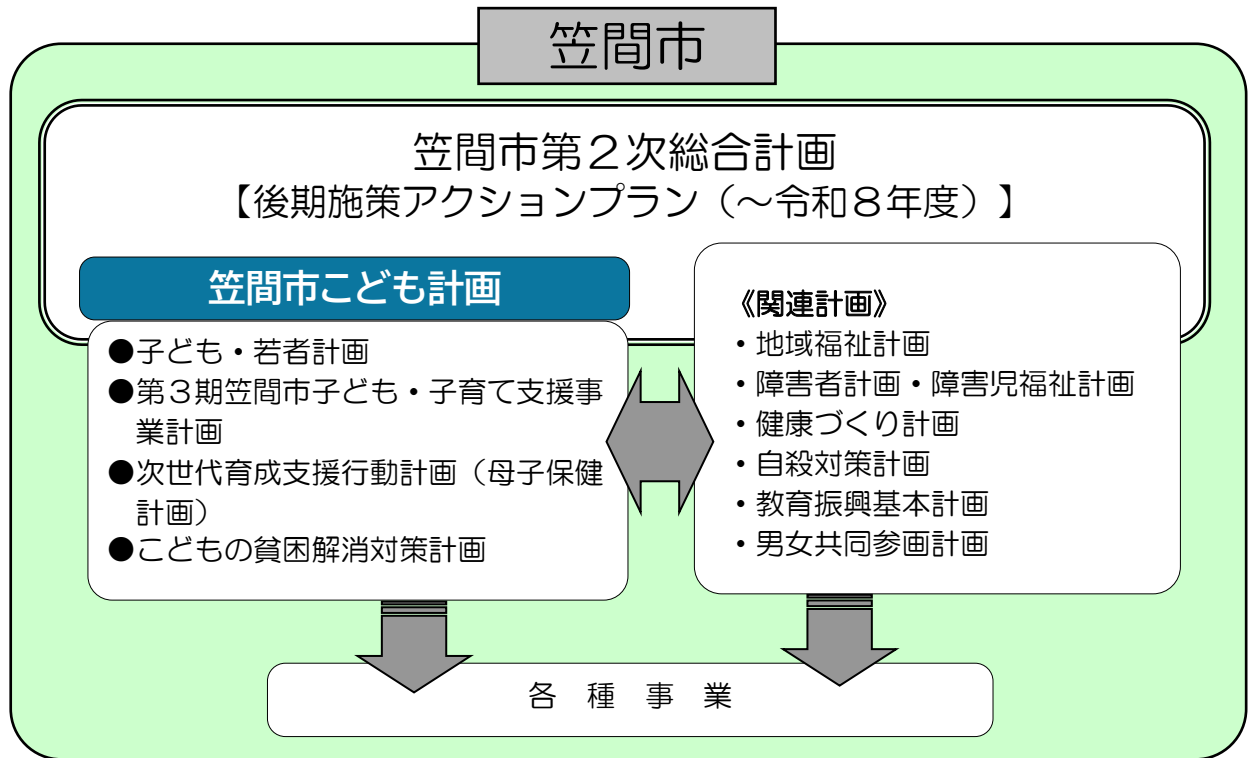 笠間市
笠間市第２次総合計画
【後期施策アクションプラン（～令和８年度）】
笠間市こども計画
●子ども・若者計画
●第３期笠間市子ども・子育て支援事
業計画
●次世代育成支援行動計画（母子保健
計画）
●こどもの貧困解消対策計画
《関連計画》
・地域福祉計画
・障害者計画・障害児福祉計画
・健康づくり計画
・自殺対策計画
・教育振興基本計画
・男女共同参画計画
各　種　事　業